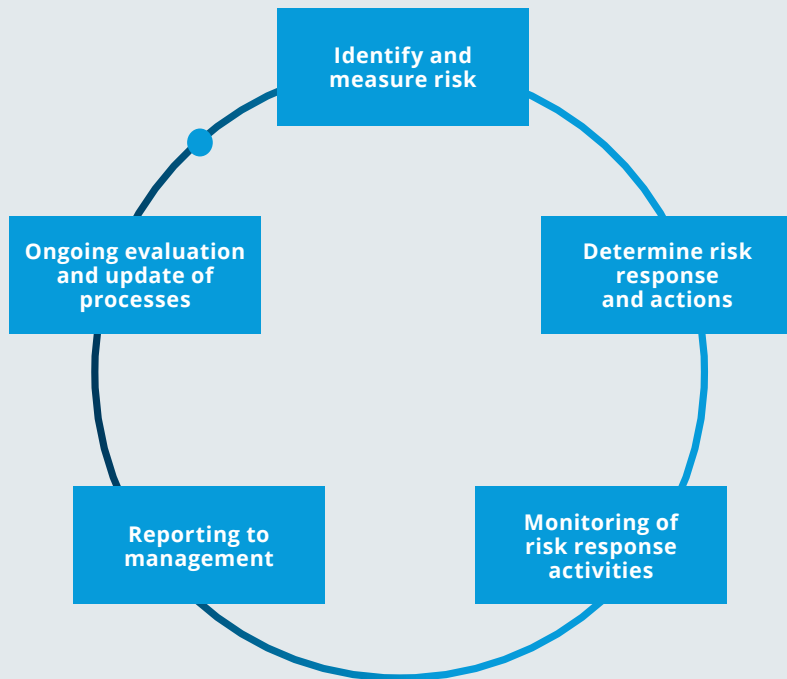 Identify and
measure risk
Determine risk
response
and actions
Monitoring of
risk response
activities
Reporting to
management
Ongoing evaluation
and update of
processes